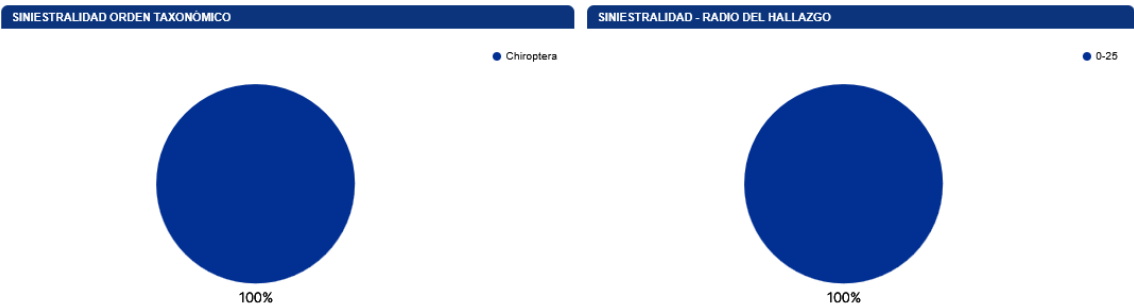 SINIESTRALIDAD ORDEN TAXONÓMICO
Chiroptera
100%
SINIESTRALIDAD - RADIO DEL HALLAZGO
0-25
100%